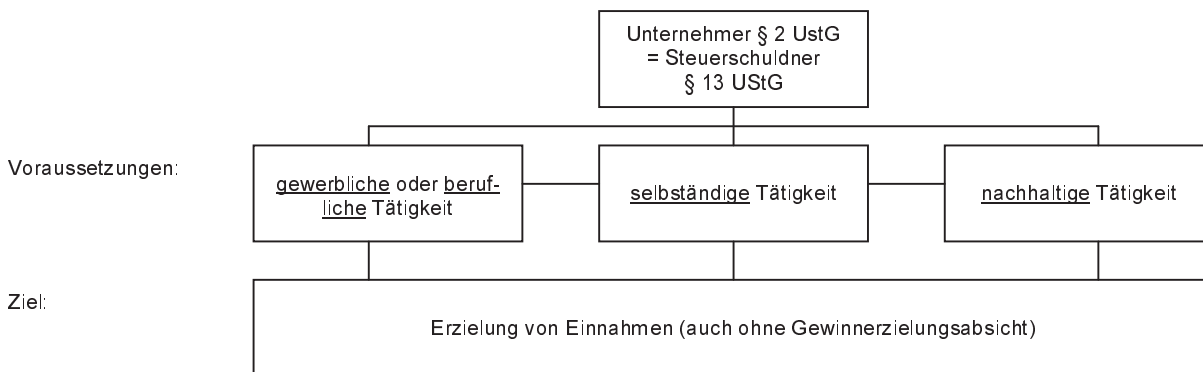 Unternehmer § 2 UstG
= Steuerschuldner
§ 13 UStG
Voraussetzungen:
gewerbliche oder beruf-
liche Tätigkeit
selbständige Tätigkeit
nachhaltige Tätigkeit
Ziel:
Erzielung von Einnahmen (auch ohne Gewinnerzielungsabsicht)